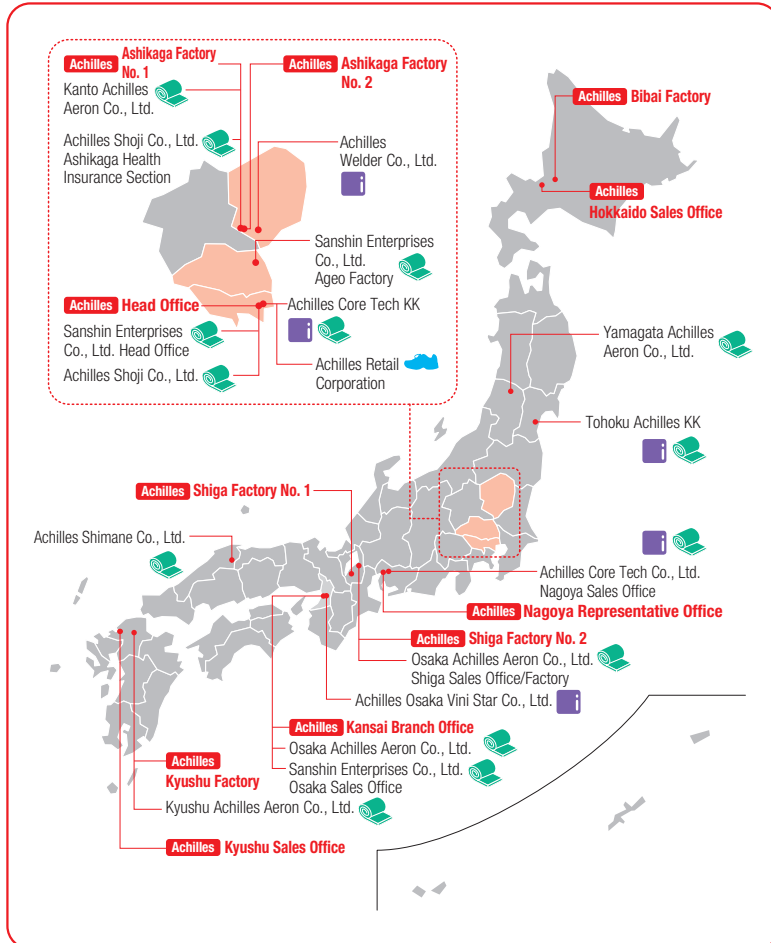 Achilles Ashikaga Factory
No. 1
Kanto Achilles
Aeron Co., Ltd.
Achilles Shoji Co., Ltd.
Ashikaga Health
Insurance Section
Achilles Ashikaga Factory
No. 2
Achilles
Welder Co., Ltd.
i
Sanshin Enterprises
Co., Ltd.
Ageo Factory
Achilles Head Office
Sanshin Enterprises
Co., Ltd. Head Office
Achilles Shoji Co., Ltd.
Achilles Core Tech KK
i
Achilles Retail
Corporation
Achilles Bibai Factory
Achilles
Hokkaido Sales Office
Yamagata Achilles
Aeron Co., Ltd.
Tohoku Achilles KK
i
Achilles Shiga Factory No. 1
Achilles Shimane Co., Ltd.
i
Achilles Core Tech Co., Ltd.
Nagoya Sales Office
Achilles Nagoya Representative Office
Achilles Shiga Factory No. 2
Osaka Achilles Aeron Co., Ltd.
Shiga Sales Office/Factory
Achilles Osaka Vini Star Co., Ltd.
i
Achilles Kansai Branch Office
Osaka Achilles Aeron Co., Ltd.
Sanshin Enterprises Co., Ltd.
Osaka Sales Office
Achilles
Kyushu Factory
Kyushu Achilles Aeron Co., Ltd.
Achilles Kyushu Sales Office